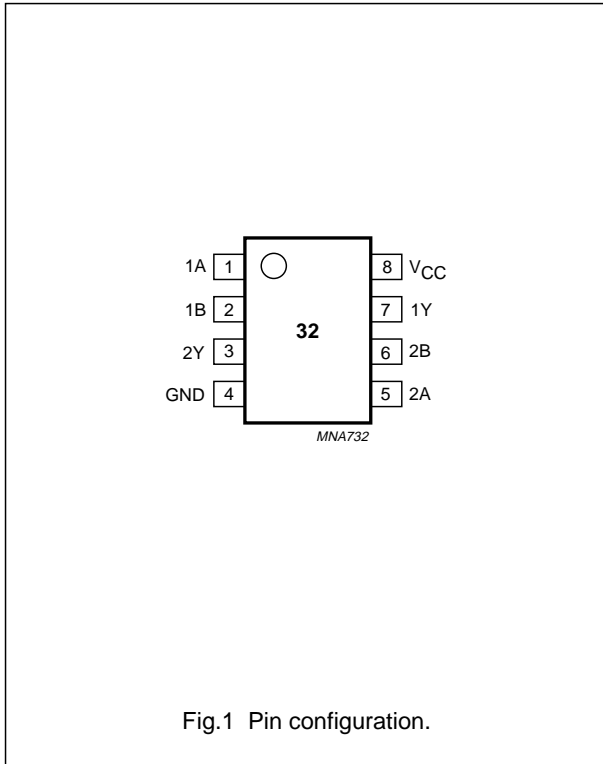 1A 1 8 VCC
1B 2 7 1Y
32
2Y 3 6 2B
GND 4 5 2A
MNA732
Fig.1 Pin configuration.